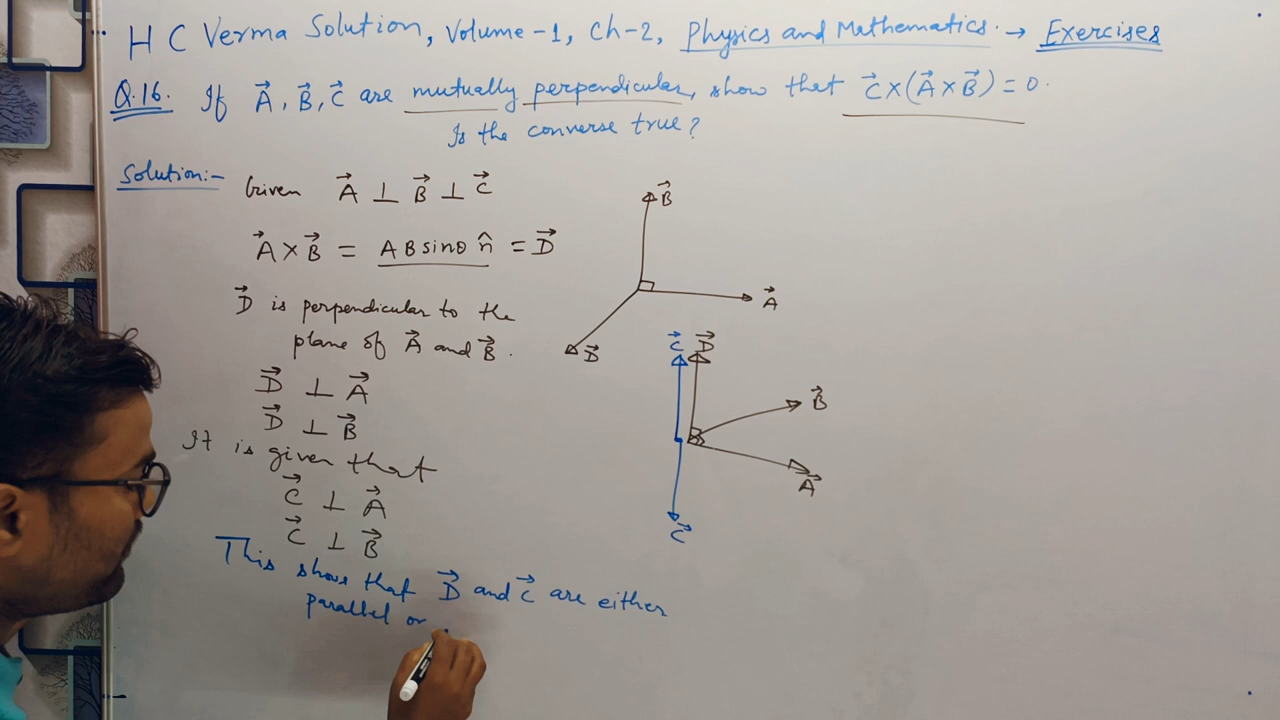 H C Verma Solution, Volume-1, Ch-2, Physics and Mathematics. → Exercises
Q.16. If A⃗, B⃗, C⃗ are mutually perpendicular, show that C⃗×(A⃗×B⃗)=0.
Is the converse true?
Solution:-
Given A⃗ ⊥ B⃗ ⊥ C⃗
A⃗×B⃗ = ABsinθ n̂ = D⃗
D⃗ is perpendicular to the
plane of A⃗ and B⃗.
D⃗ ⊥ A⃗
D⃗ ⊥ B⃗
It is given that
C⃗ ⊥ A⃗
C⃗ ⊥ B⃗
This shows that D⃗ and C⃗ are either
parallel or
B⃗
A⃗
D⃗
C⃗ D⃗
B⃗
A⃗
C⃗